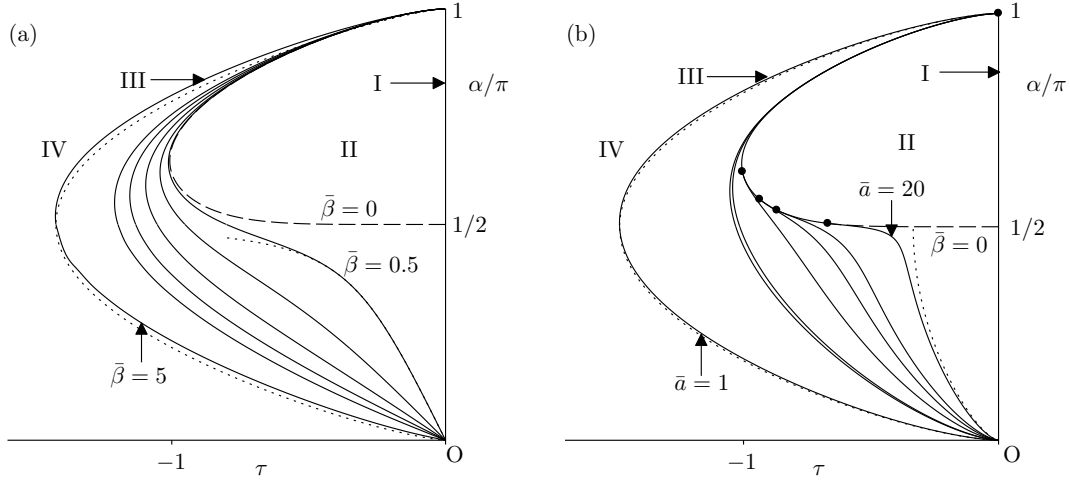 (a)
1
III
I
α/π
IV
II
β̄ = 0
1/2
β̄ = 0.5
β̄ = 5
−1
τ
O
(b)
1
III
I
α/π
IV
II
ā = 20
1/2
β̄ = 0
ā = 1
−1
τ
O